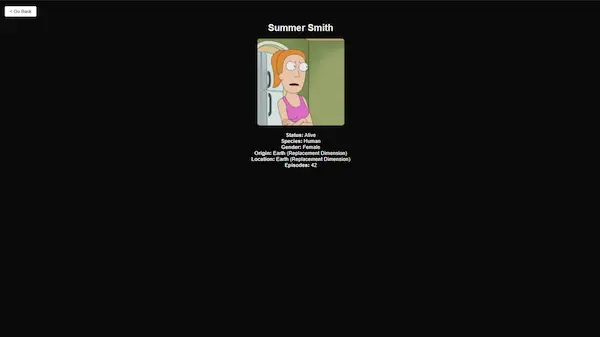 < Go Back
Summer Smith
Status: Alive
Species: Human
Gender: Female
Origin: Earth (Replacement Dimension)
Location: Earth (Replacement Dimension)
Episodes: 42